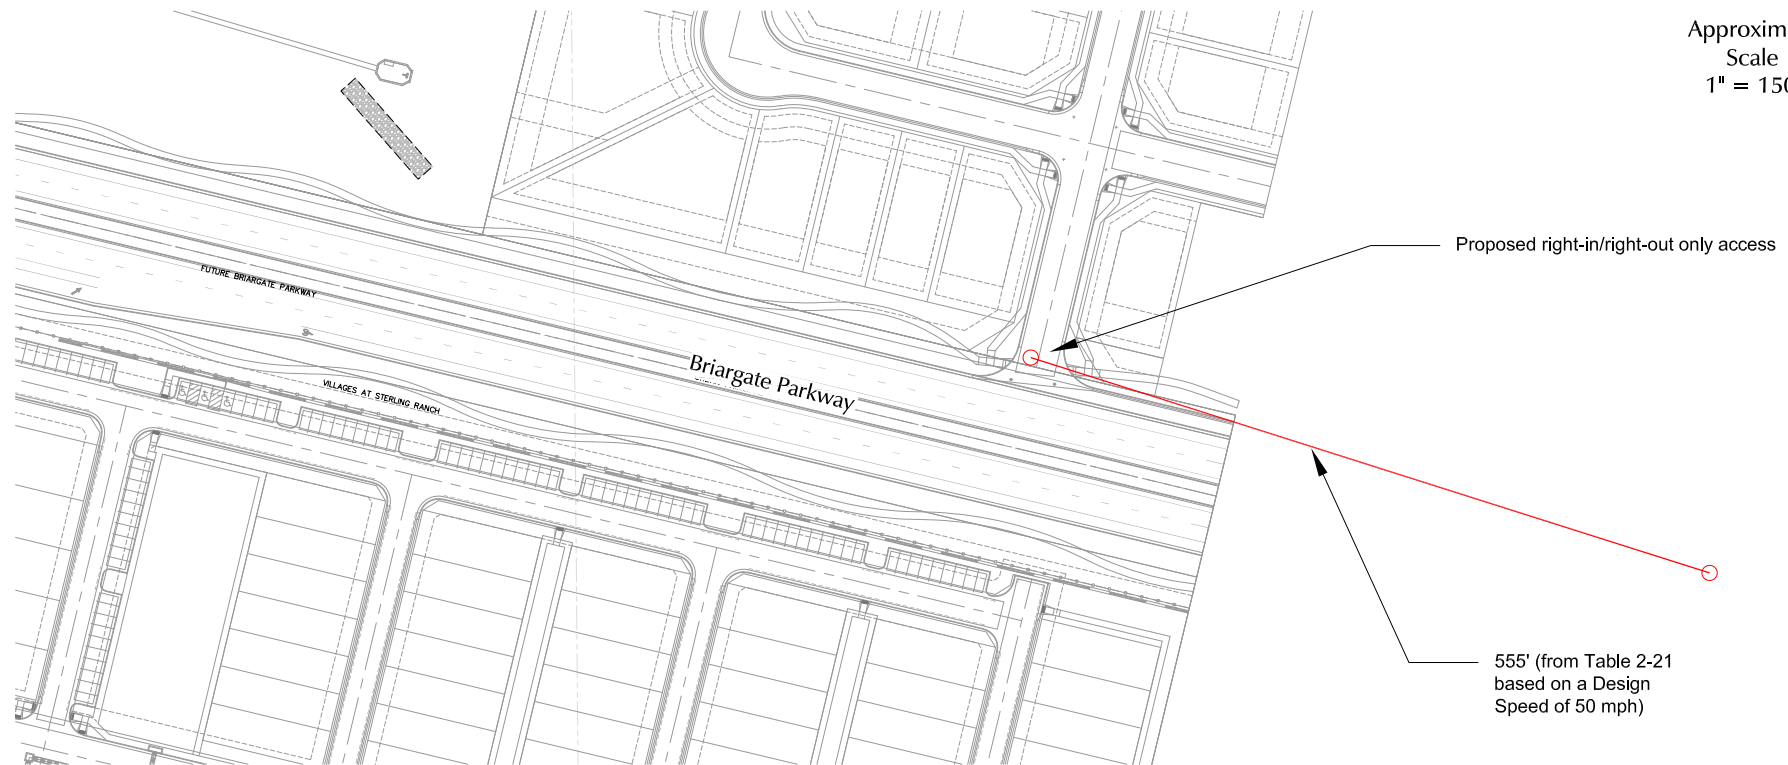 Approxim
Scale
1" = 150
Proposed right-in/right-out only access
FUTURE BRIARGATE PARKWAY
Briargate Parkway
VILLAGES AT STERLING RANCH
555' (from Table 2-21
based on a Design
Speed of 50 mph)